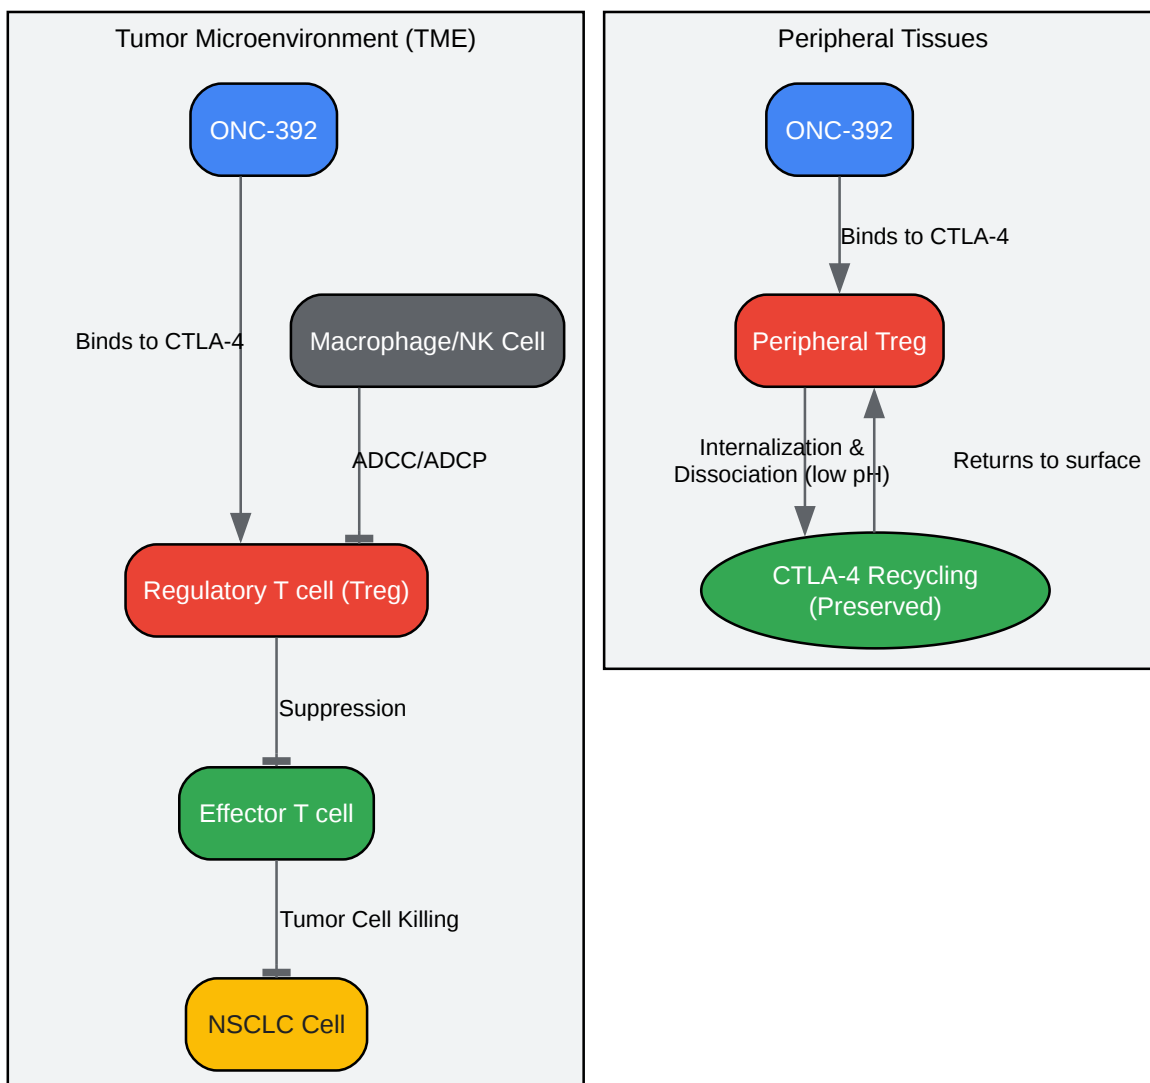 Tumor Microenvironment (TME)
ONC-392
Binds to CTLA-4
Macrophage/NK Cell
ADCC/ADCP
Regulatory T cell (Treg)
Suppression
Effector T cell
Tumor Cell Killing
NSCLC Cell
Peripheral Tissues
ONC-392
Binds to CTLA-4
Peripheral Treg
Internalization &
Dissociation (low pH)
Returns to surface
CTLA-4 Recycling
(Preserved)